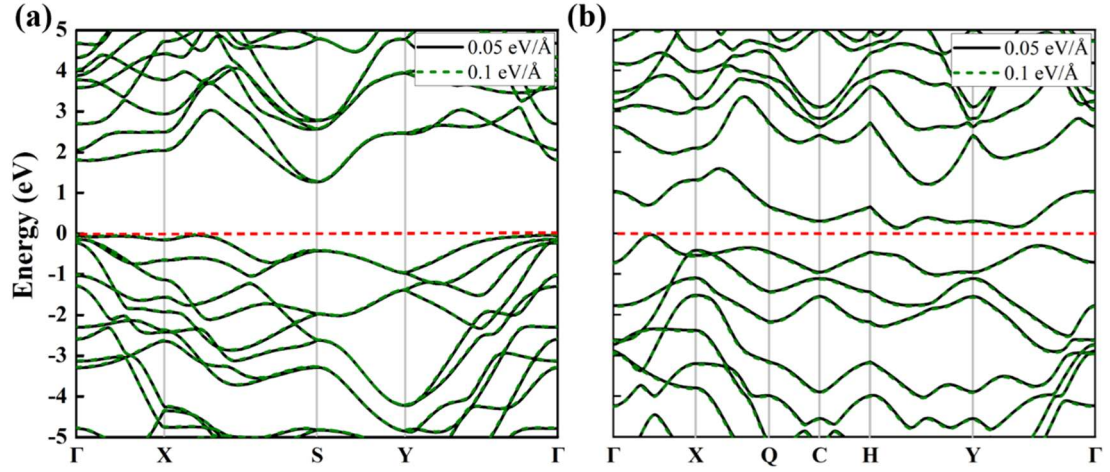 (a)
(b)
0.05 eV/Å
0.1 eV/Å
0.05 eV/Å
0.1 eV/Å
Energy (eV)
5
4
3
2
1
0
-1
-2
-3
-4
-5
Γ X S Y Γ
Γ X Q C H Y Γ